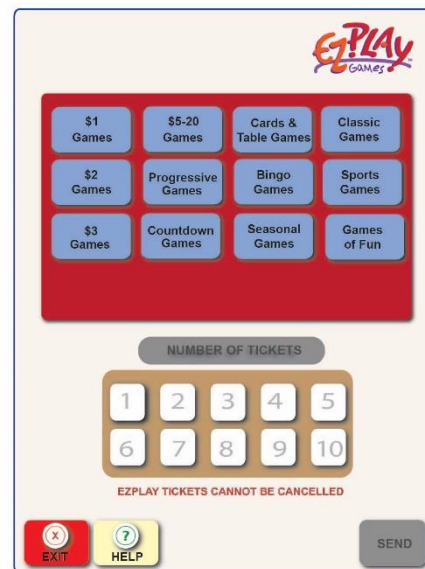 EZPLAY
Games
$1
Games
$5-20
Games
Cards &
Table Games
Classic
Games
$2
Games
Progressive
Games
Bingo
Games
Sports
Games
$3
Games
Countdown
Games
Seasonal
Games
Games
of Fun
NUMBER OF TICKETS
1 2 3 4 5
6 7 8 9 10
EZPLAY TICKETS CANNOT BE CANCELLED
X
EXIT
?
HELP
SEND